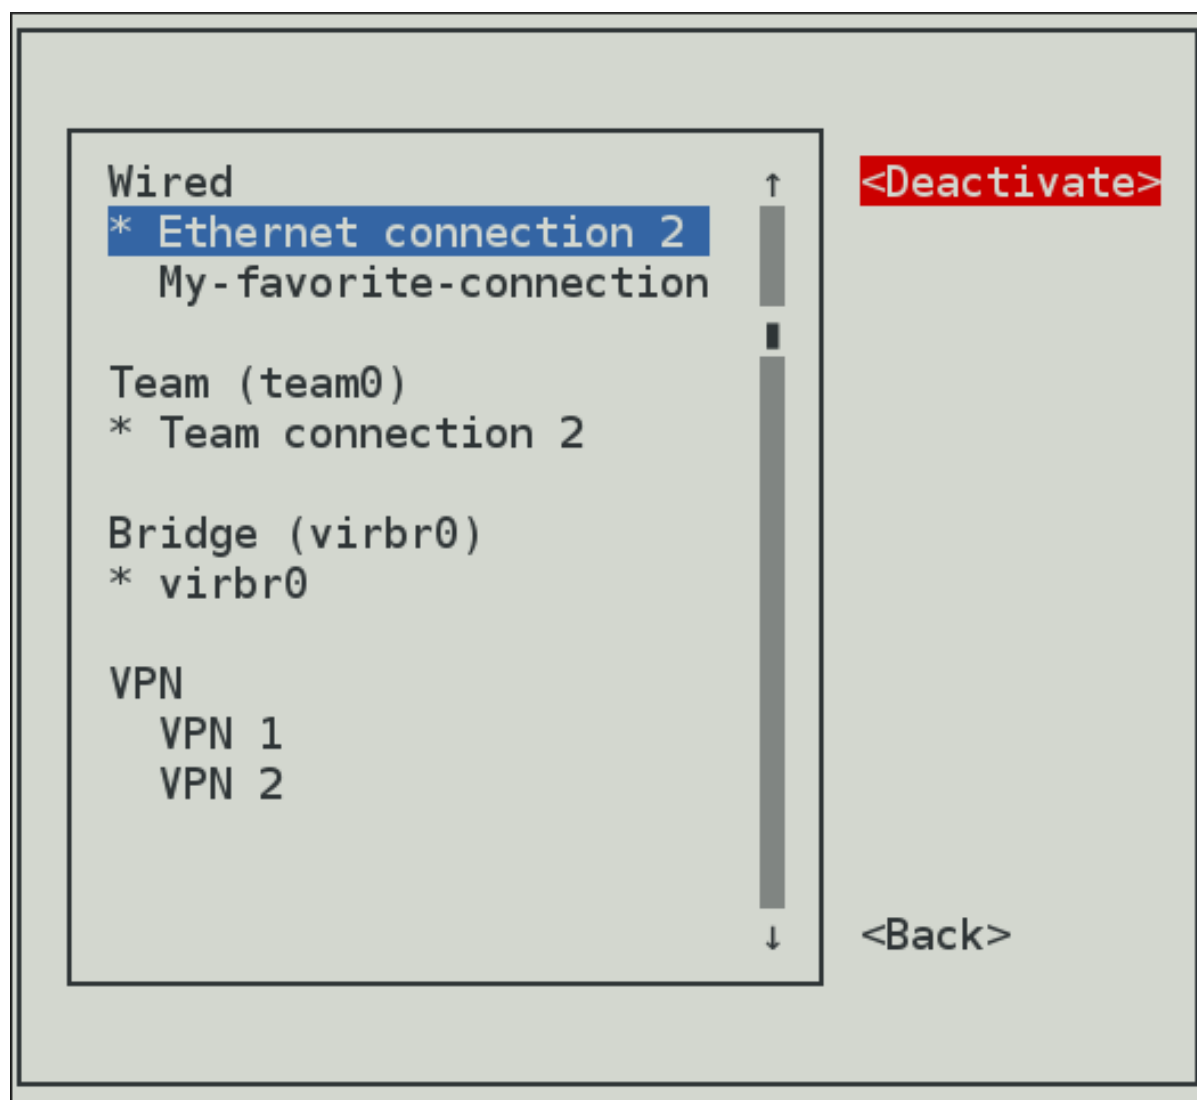 Wired
* Ethernet connection 2
My-favorite-connection
Team (team0)
* Team connection 2
Bridge (virbr0)
* virbr0
VPN
VPN 1
VPN 2
↑
↓
<Deactivate>
<Back>